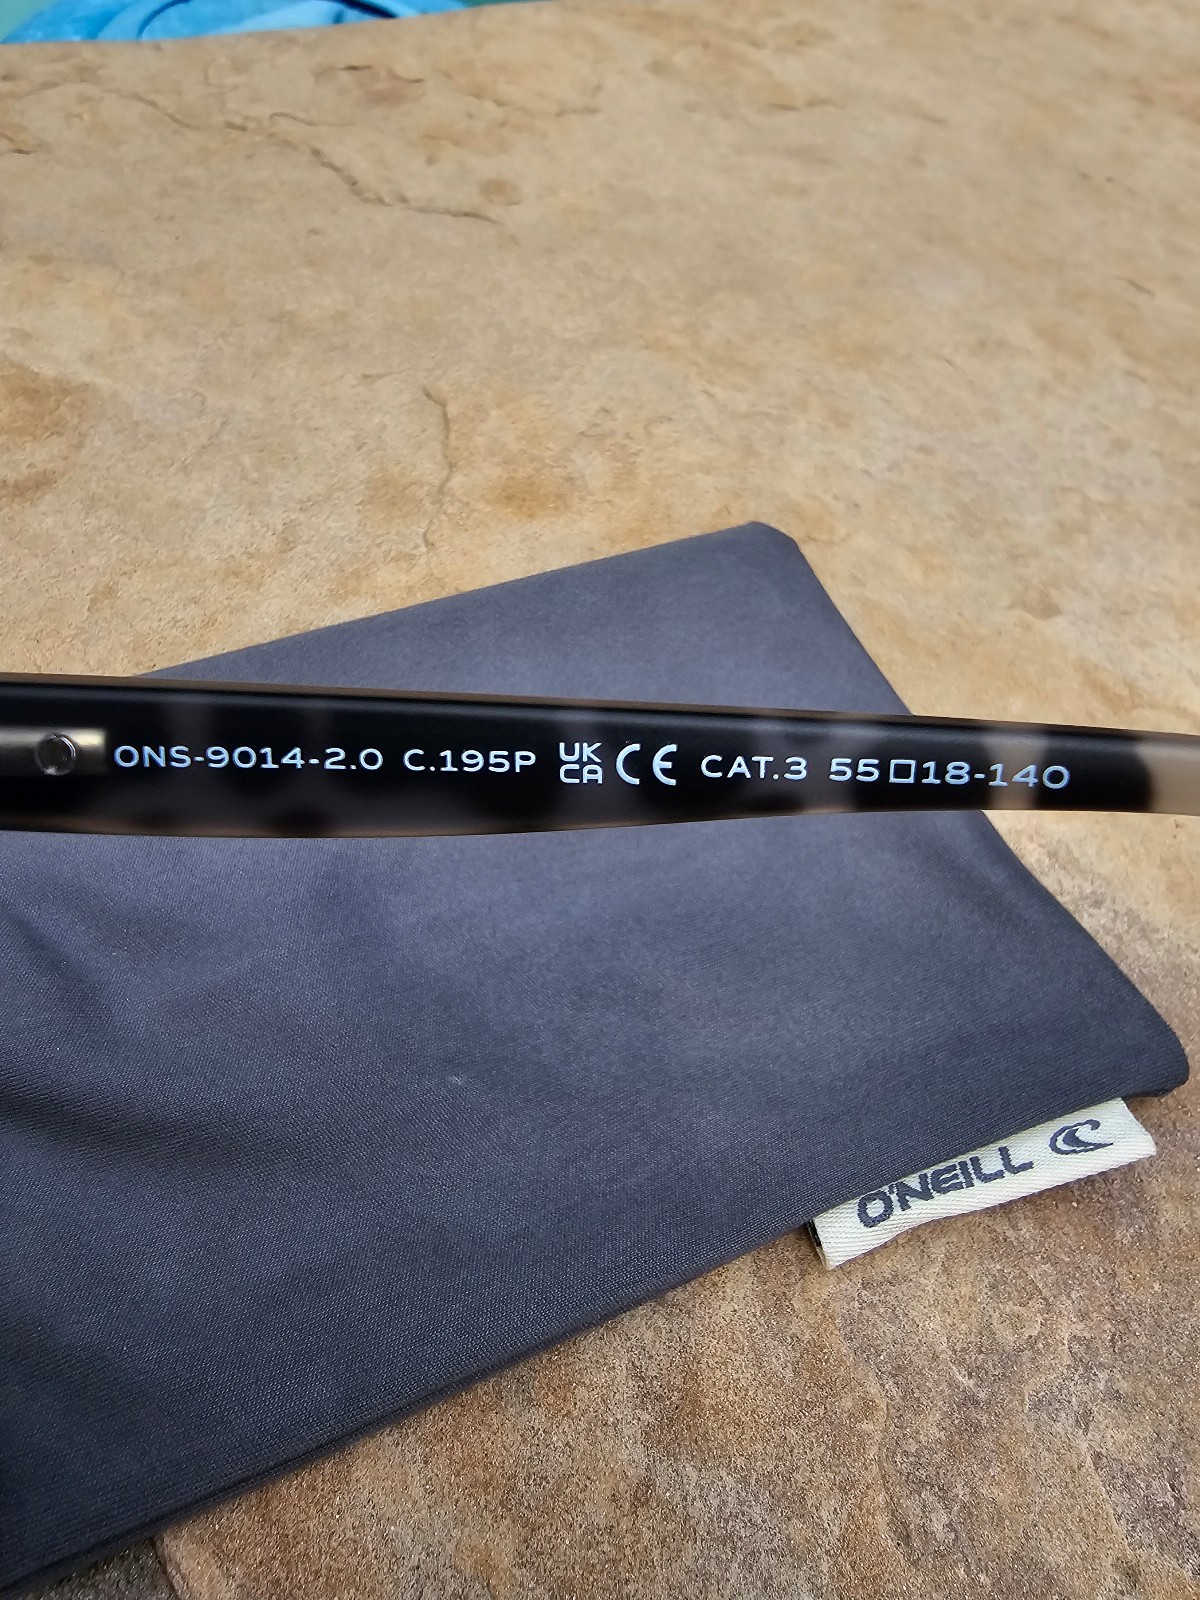 ONS-9014-2.0 C.195P UK CA CE CAT.3 55□18-140
O'NEILL